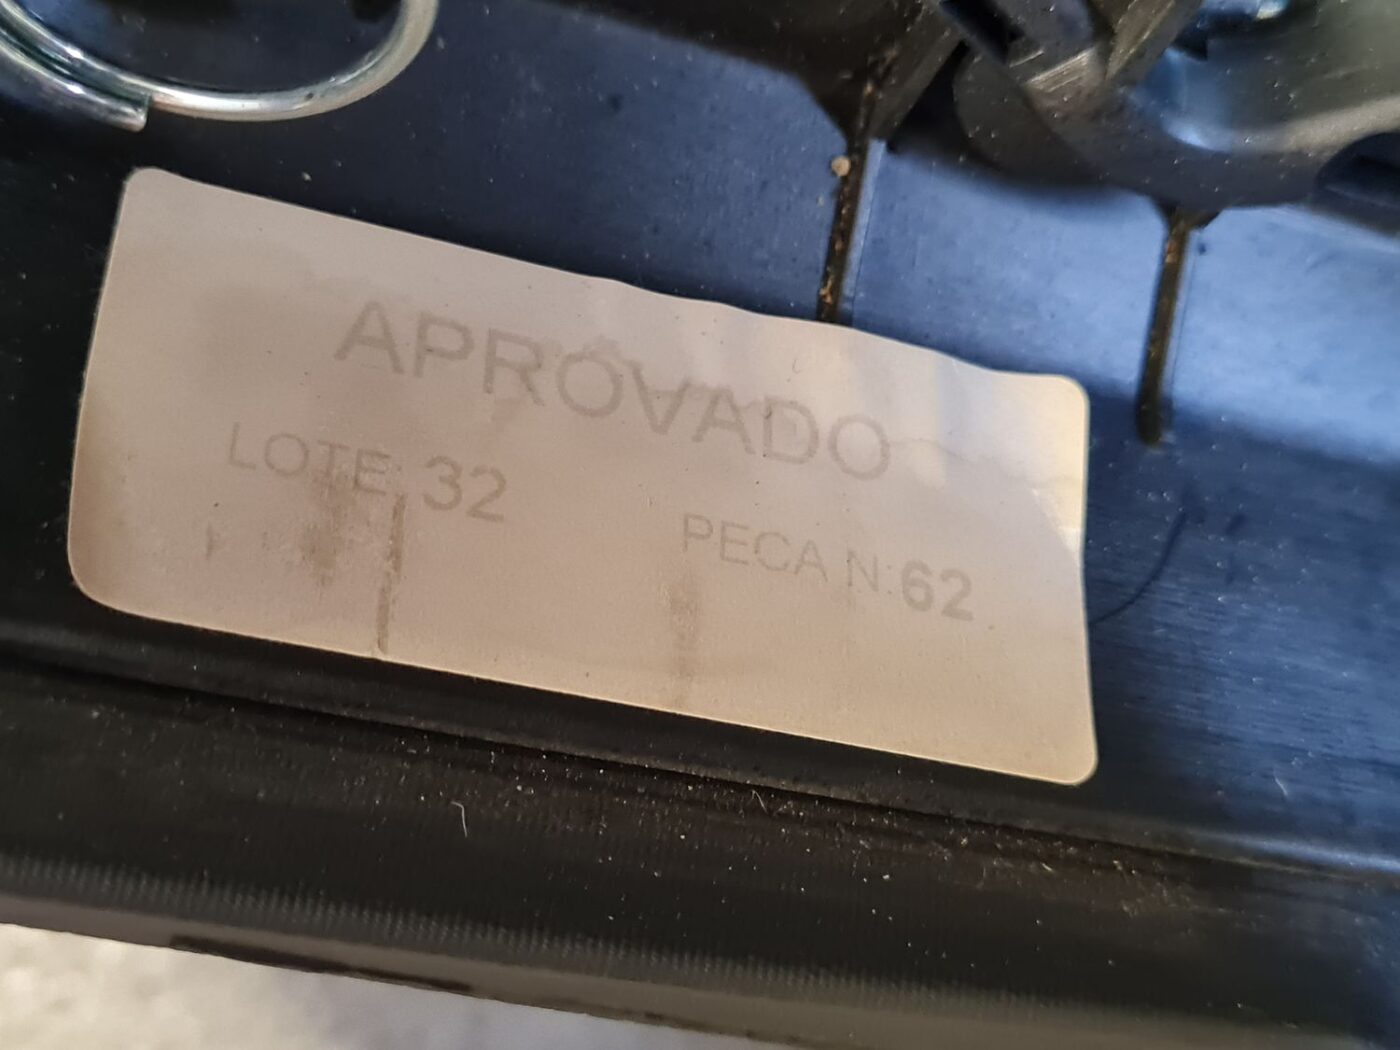 APROVADO
LOTE: 32
PECA N: 62